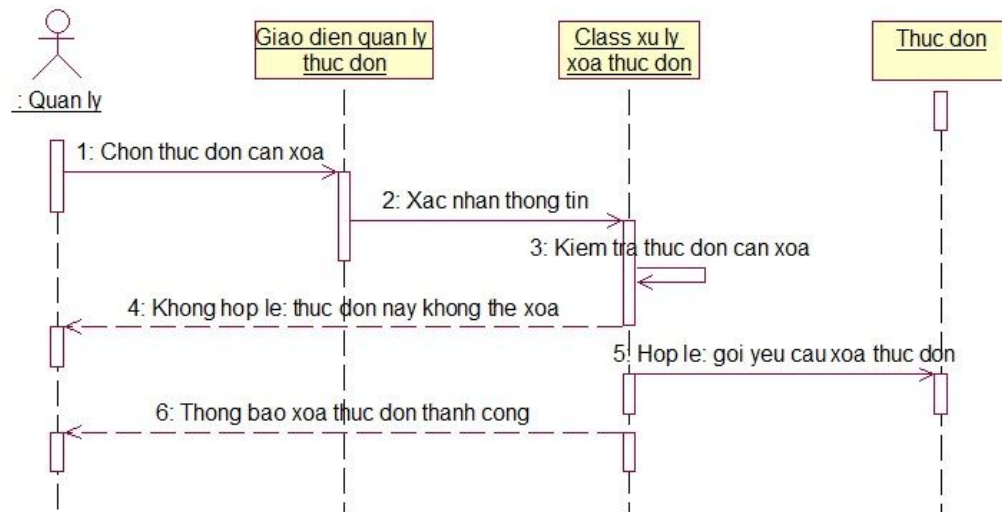 Giao dien quan ly
thuc don
Class xu ly
xoa thuc don
Thuc don
: Quan ly
1: Chon thuc don can xoa
2: Xac nhan thong tin
3: Kiem tra thuc don can xoa
4: Khong hop le: thuc don nay khong the xoa
5: Hop le: goi yeu cau xoa thuc don
6: Thong bao xoa thuc don thanh cong